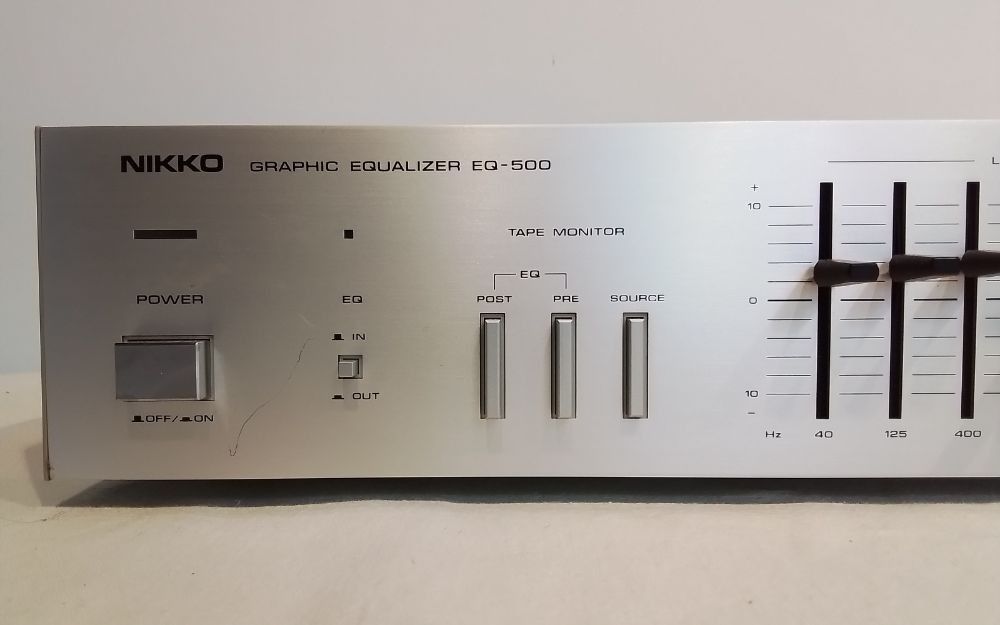 NIKKO GRAPHIC EQUALIZER EQ-500
L
+
10
0
10
−
Hz 40 125 400
TAPE MONITOR
EQ
POST PRE SOURCE
POWER
OFF/ ON
EQ
IN
OUT